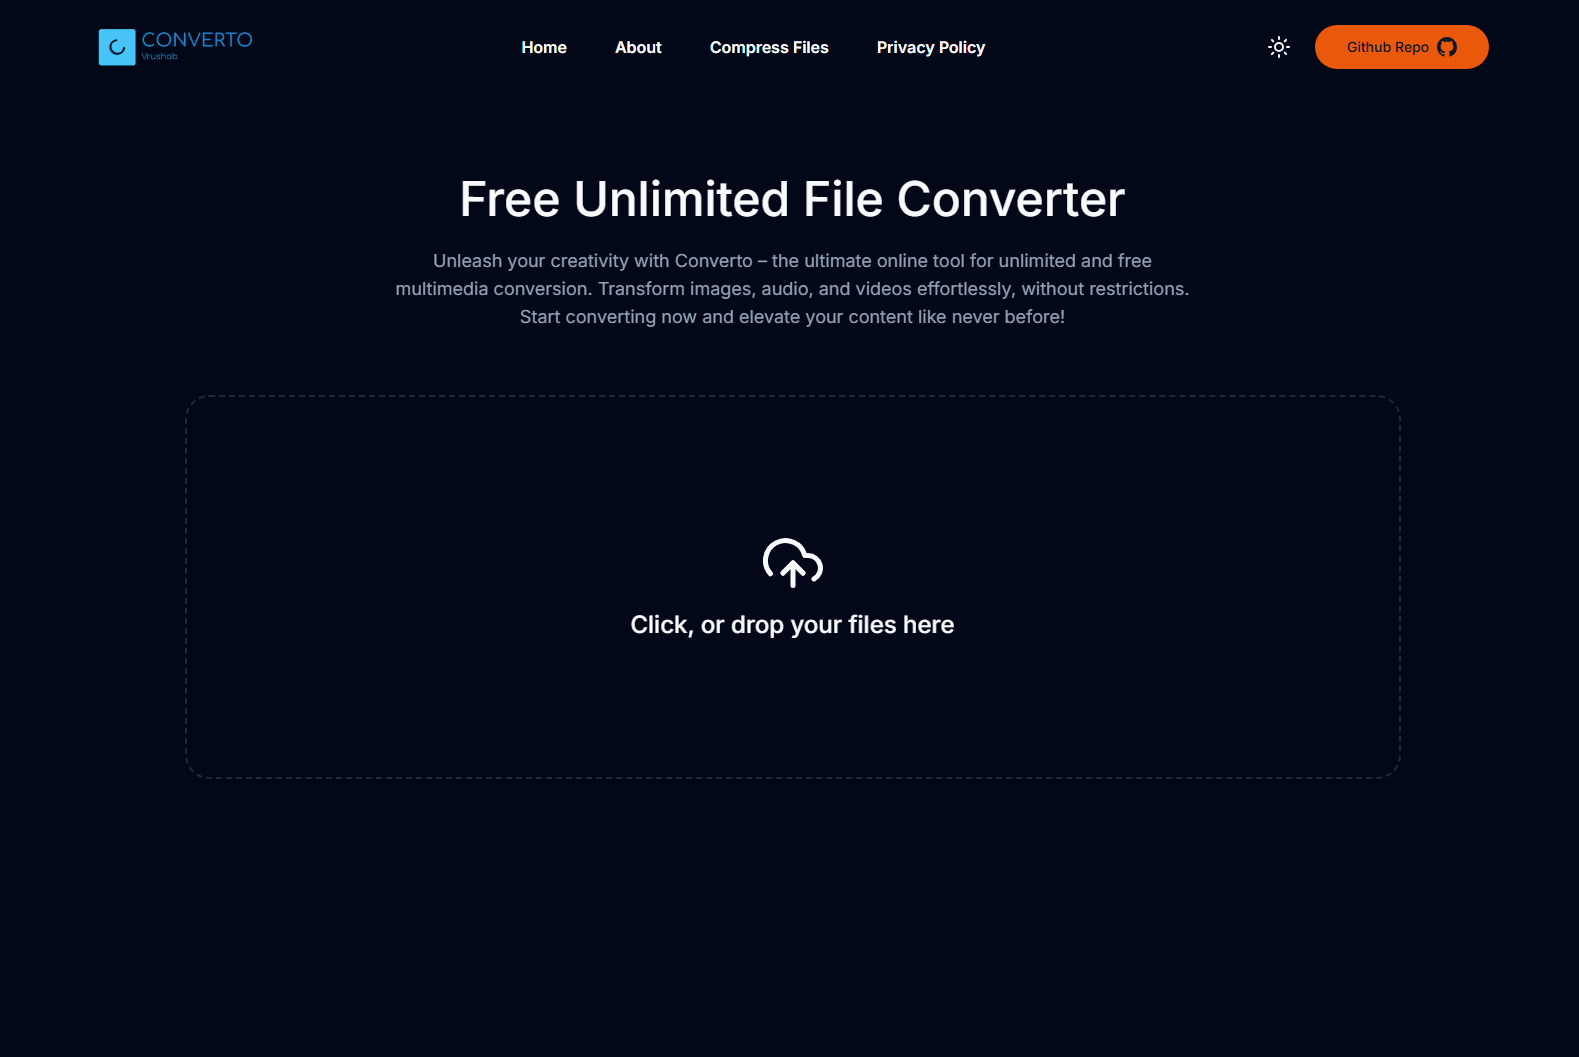 CONVERTO
Vrushab
Home
About
Compress Files
Privacy Policy
Github Repo
Free Unlimited File Converter
Unleash your creativity with Converto – the ultimate online tool for unlimited and free
multimedia conversion. Transform images, audio, and videos effortlessly, without restrictions.
Start converting now and elevate your content like never before!
Click, or drop your files here